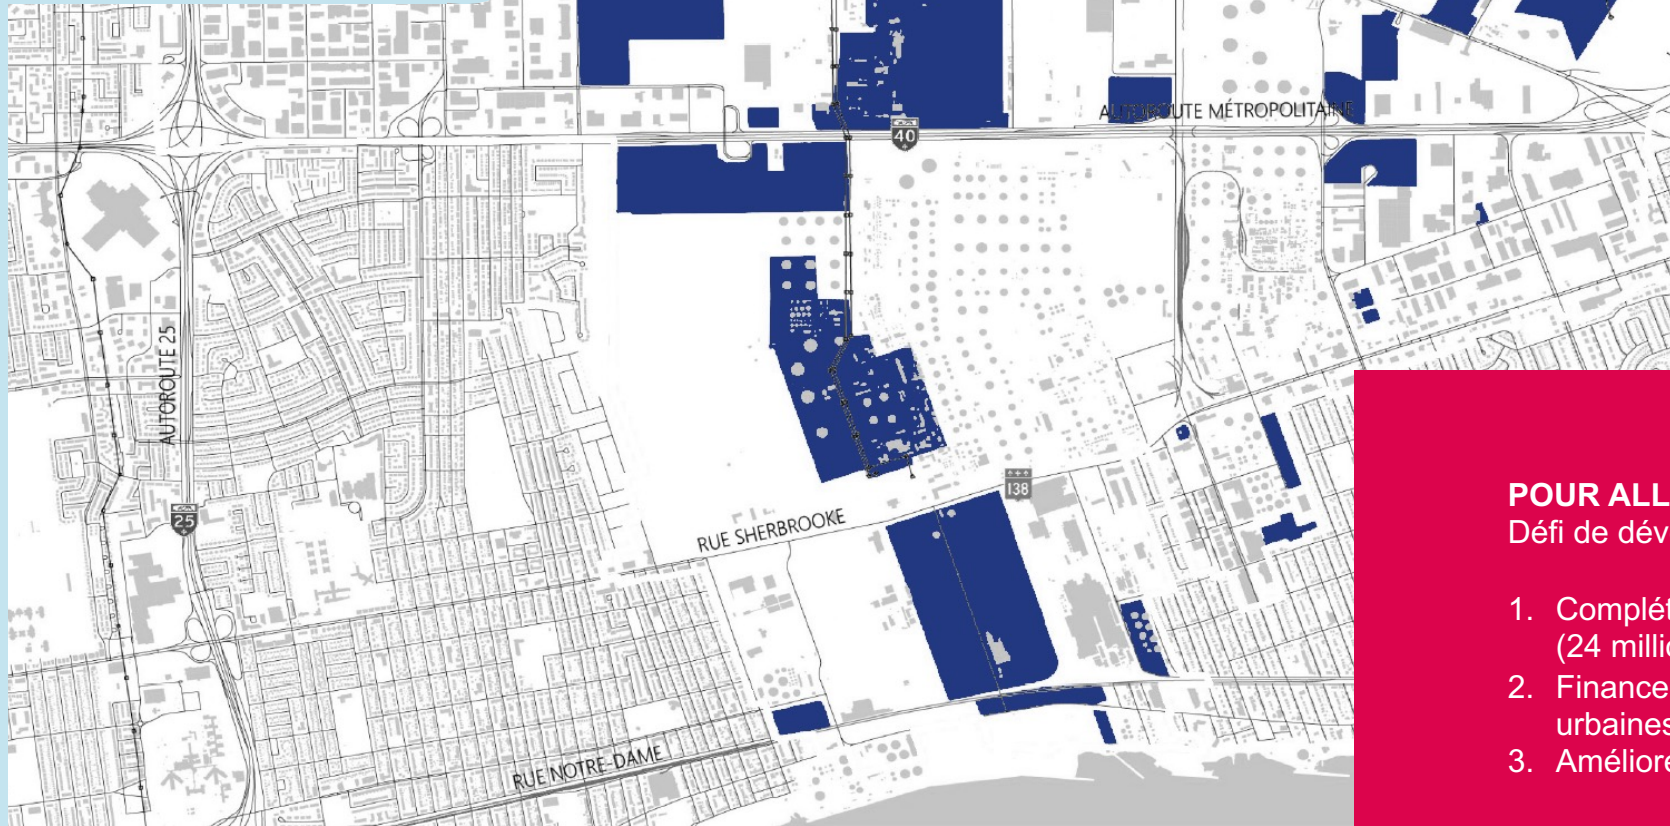 AUTOROUTE MÉTROPOLITAINE
40
AUTOROUTE 25
25
138
RUE SHERBROOKE
RUE NOTRE-DAME
POUR ALL
Défi de dév
1. Complét
(24 millio
2. Finance
urbaines
3. Améliore